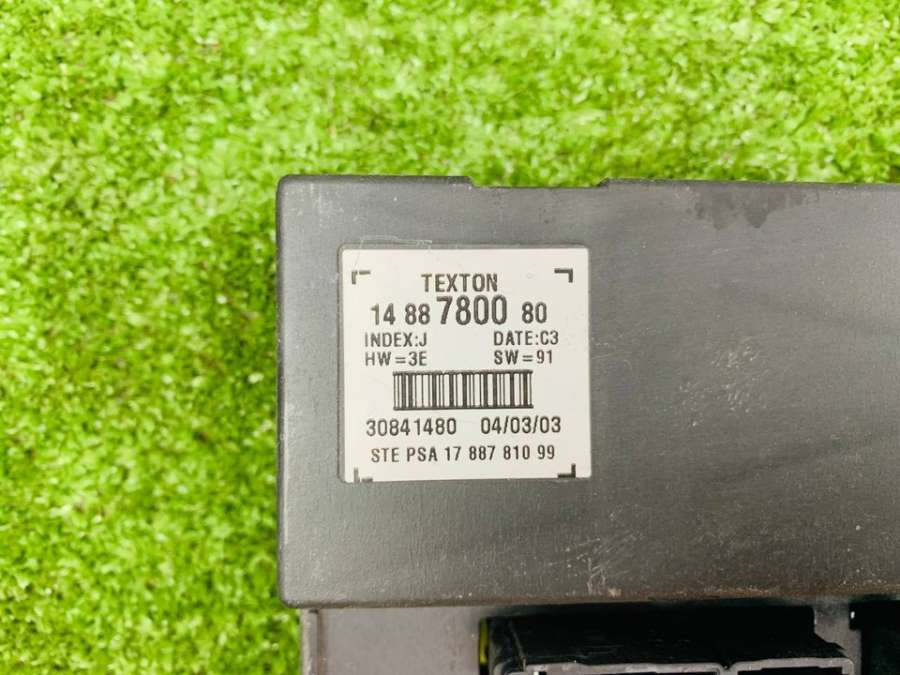 TEXTON
14 88 7800 80
INDEX:J DATE:C3
HW=3E SW=91
30841480 04/03/03
STE PSA 17 887 810 99